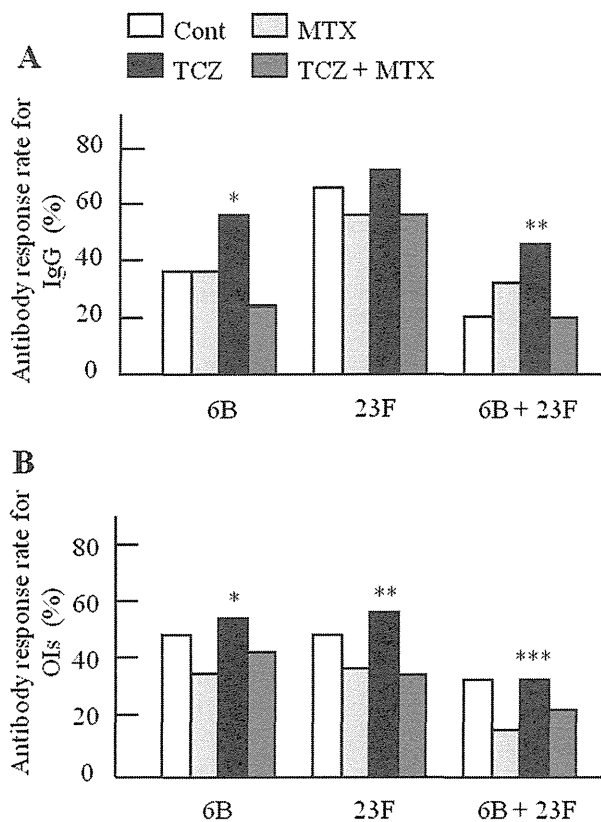 Cont MTX
TCZ TCZ + MTX
A
Antibody response rate for
IgG (%)
80
60
40
20
0
* **
6B 23F 6B + 23F
B
Antibody response rate for
OIs (%)
80
60
40
20
0
* ** ***
6B 23F 6B + 23F